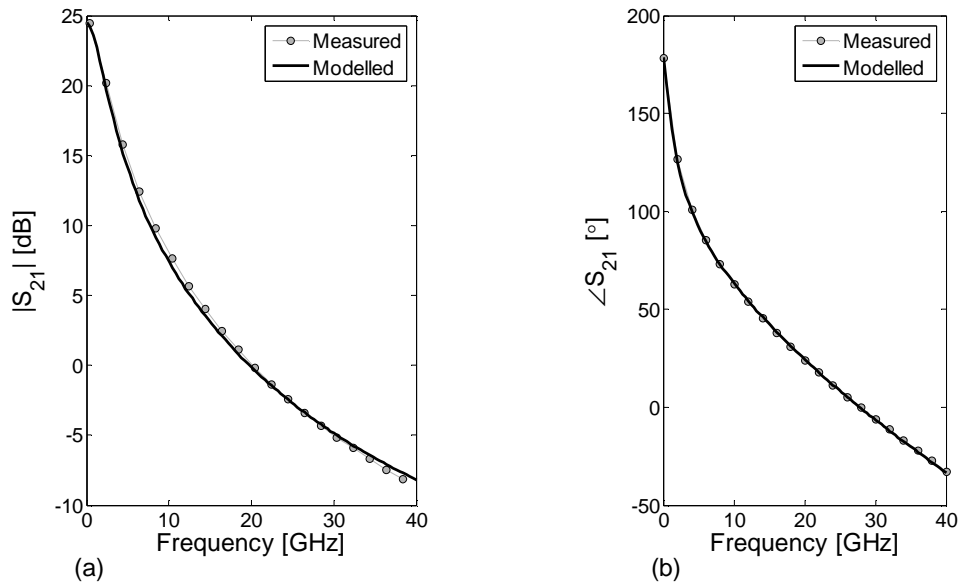 25
20
15
10
5
0
-5
-10
|S21| [dB]
Measured
Modelled
0 10 20 30 40
Frequency [GHz]
(a)
200
150
100
50
0
-50
∠S21 [°]
Measured
Modelled
0 10 20 30 40
Frequency [GHz]
(b)